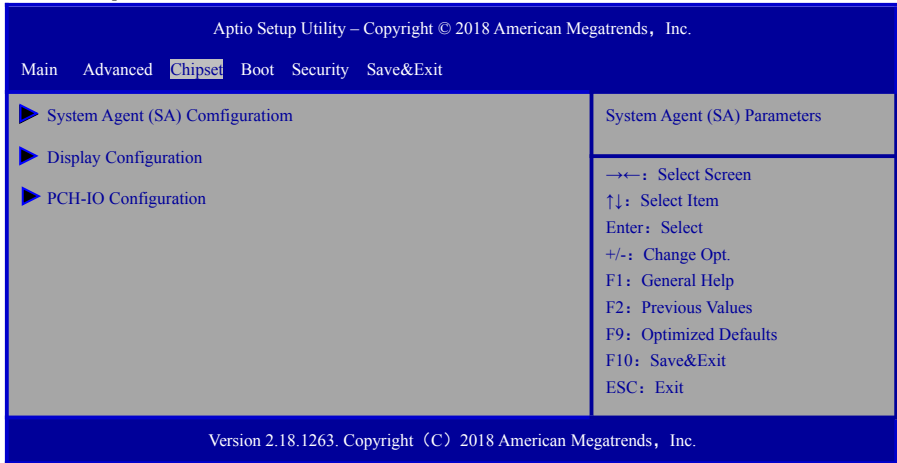 Aptio Setup Utility – Copyright © 2018 American Megatrends，Inc.
Main Advanced Chipset Boot Security Save&Exit
System Agent (SA) Comfiguratiom
Display Configuration
PCH-IO Configuration
System Agent (SA) Parameters
→←：Select Screen
↑↓：Select Item
Enter：Select
+/-：Change Opt.
F1：General Help
F2：Previous Values
F9：Optimized Defaults
F10：Save&Exit
ESC：Exit
Version 2.18.1263. Copyright（C）2018 American Megatrends，Inc.